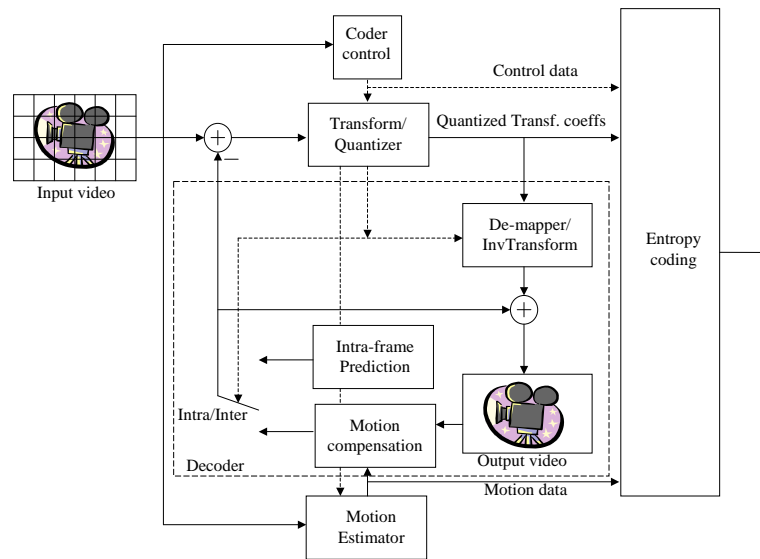 Coder
control
Control data
Transform/
Quantizer
Quantized Transf. coeffs
Input video
De-mapper/
InvTransform
Entropy
coding
Intra-frame
Prediction
Intra/Inter
Motion
compensation
Output video
Decoder
Motion data
Motion
Estimator